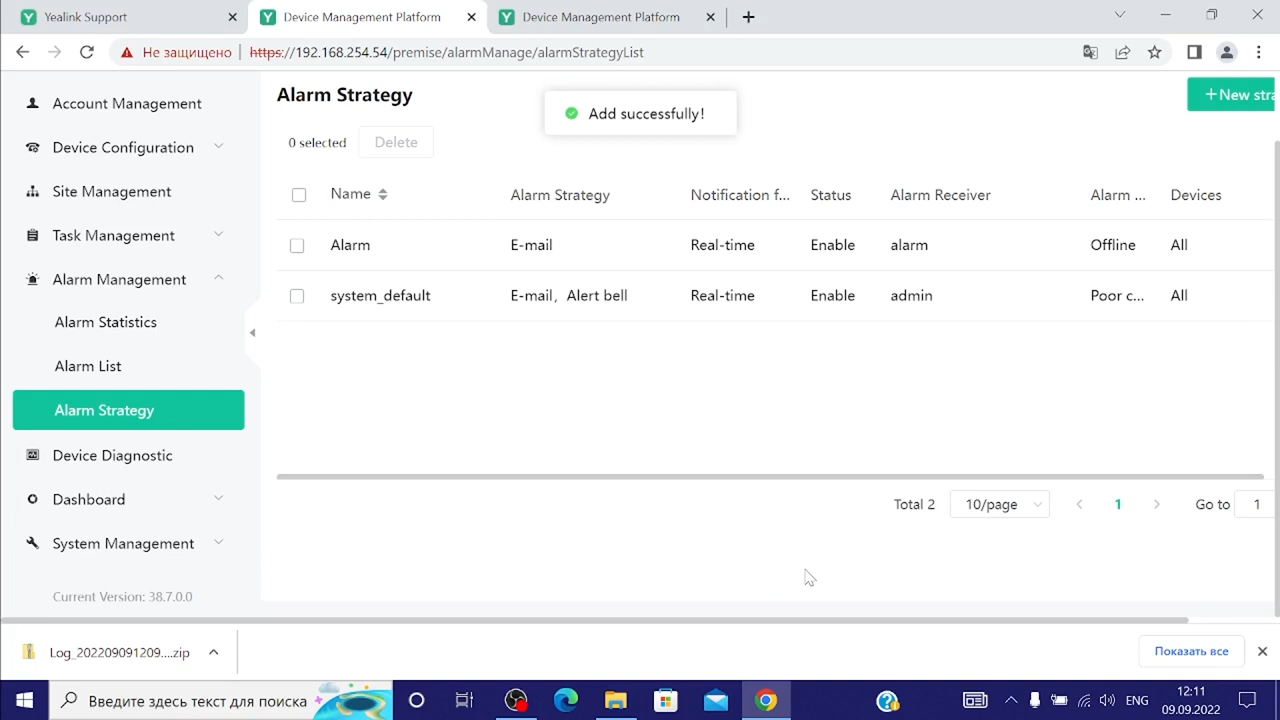 Yealink Support
Device Management Platform
Device Management Platform
Не защищено
https://192.168.254.54/premise/alarmManage/alarmStrategyList
Account Management
Device Configuration
Site Management
Task Management
Alarm Management
Alarm Statistics
Alarm List
Alarm Strategy
Device Diagnostic
Dashboard
System Management
Current Version: 38.7.0.0
Alarm Strategy
Add successfully!
+New stra
0 selected
Delete
Name Alarm Strategy Notification f... Status Alarm Receiver Alarm ... Devices
Alarm E-mail Real-time Enable alarm Offline All
system_default E-mail, Alert bell Real-time Enable admin Poor c... All
Total 2 10/page 1 Go to 1
Log_202209091209....zip
Показать все
Введите здесь текст для поиска
ENG
12:11
09.09.2022